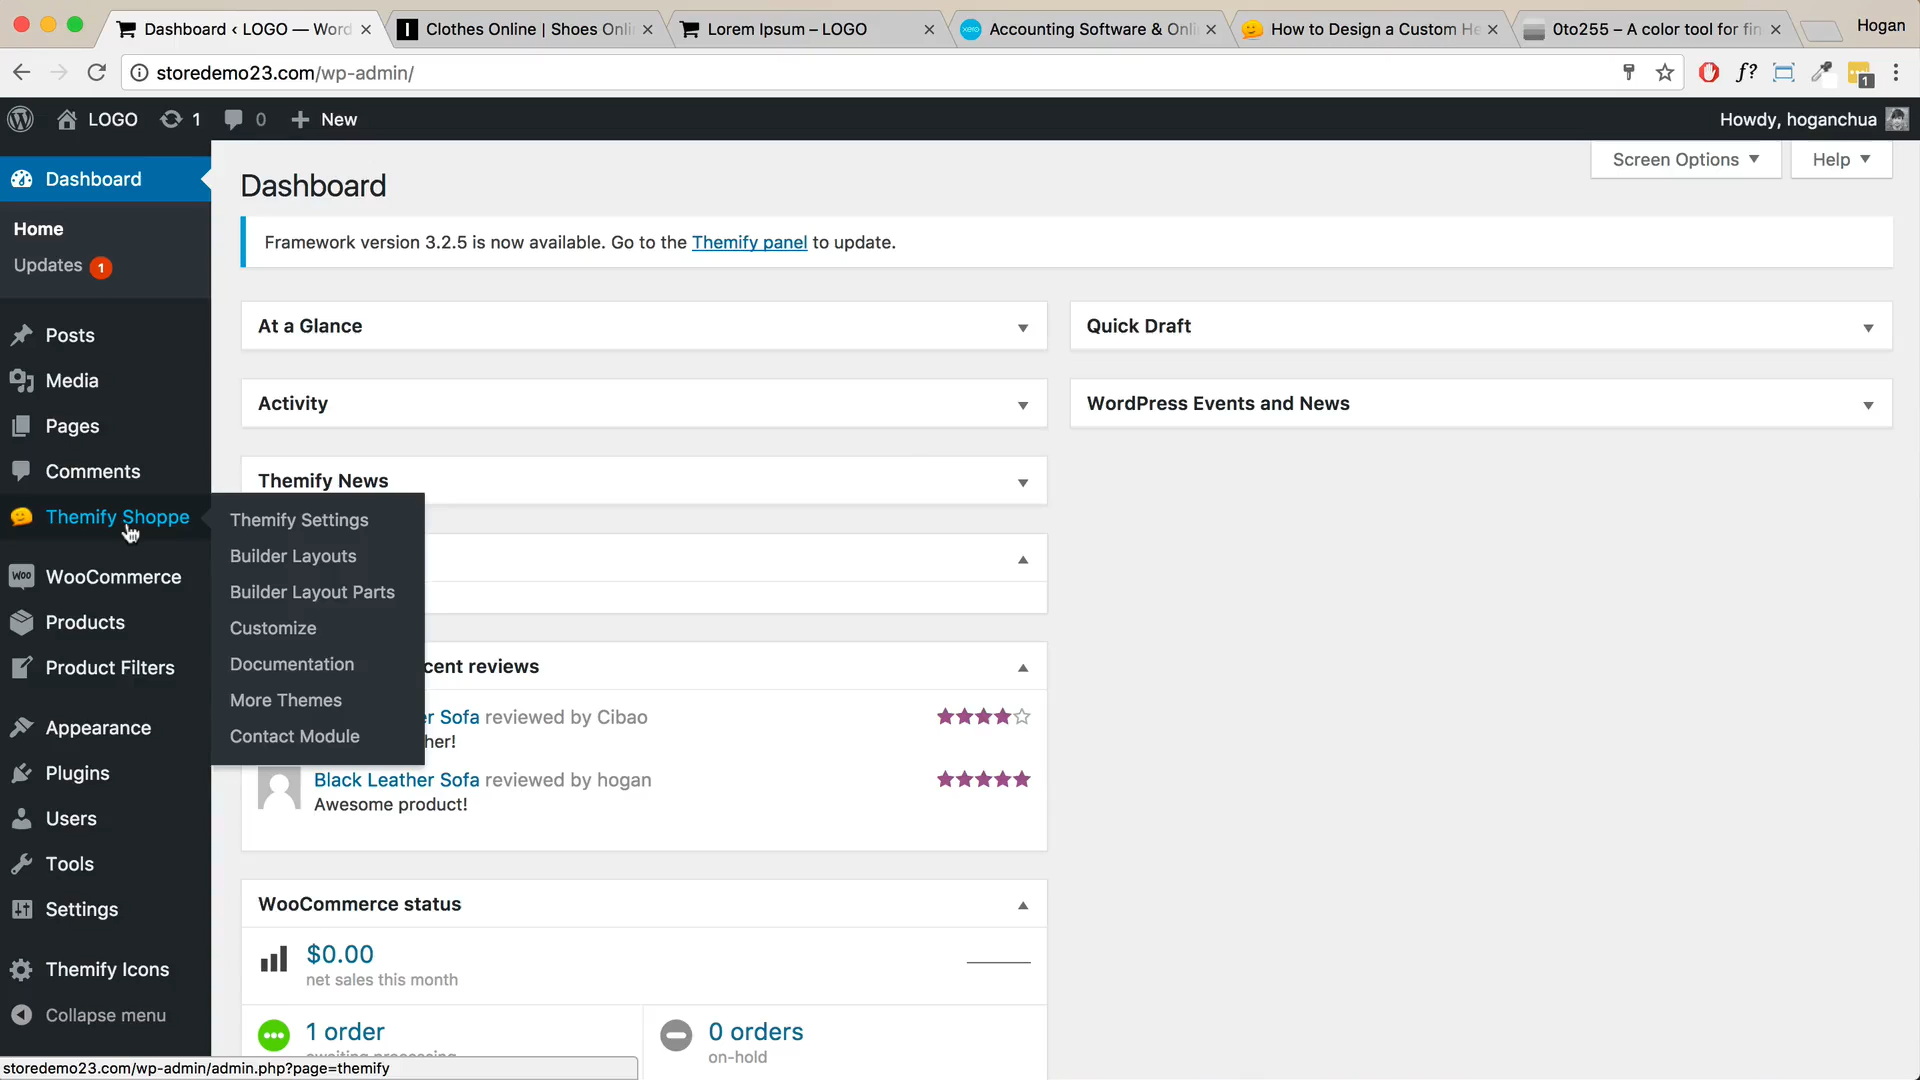 Dashboard ‹ LOGO — Word
Clothes Online | Shoes Onli
Lorem Ipsum – LOGO
xero
Accounting Software & Onli
How to Design a Custom He
0to255 – A color tool for fin
Hogan
storedemo23.com/wp-admin/
f?
1
LOGO
1
0
New
Howdy, hoganchua
Dashboard
Home
Updates 1
Posts
Media
Pages
Comments
Themify Shoppe
WooCommerce
Products
Product Filters
Appearance
Plugins
Users
Tools
Settings
Themify Icons
Collapse menu
Themify Settings
Builder Layouts
Builder Layout Parts
Customize
Documentation
More Themes
Contact Module
Screen Options
Help
Dashboard
Framework version 3.2.5 is now available. Go to the Themify panel to update.
At a Glance
Activity
Themify News
Quick Draft
WordPress Events and News
cent reviews
r Sofa reviewed by Cibao
her!
Black Leather Sofa reviewed by hogan
Awesome product!
WooCommerce status
$0.00
net sales this month
1 order
awaiting processing
0 orders
on-hold
storedemo23.com/wp-admin/admin.php?page=themify